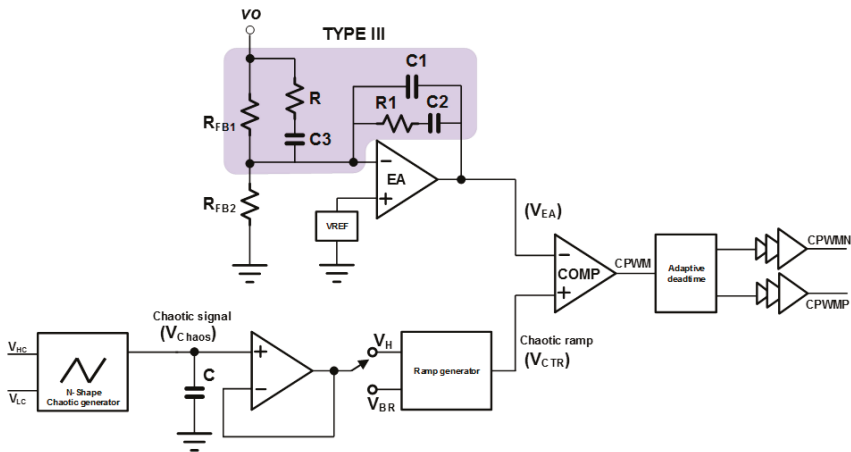 vo
TYPE III
C1
R
R1
C2
RFB1
C3
EA
RFB2
VREF
(VEA)
COMP
CPWM
Adaptive
deadtime
CPWMN
CPWMP
Chaotic signal
(VChaos)
VH
Chaotic ramp
(VCTR)
VHC
VLC
N-Shape
Chaotic generator
C
VBR
Ramp generator